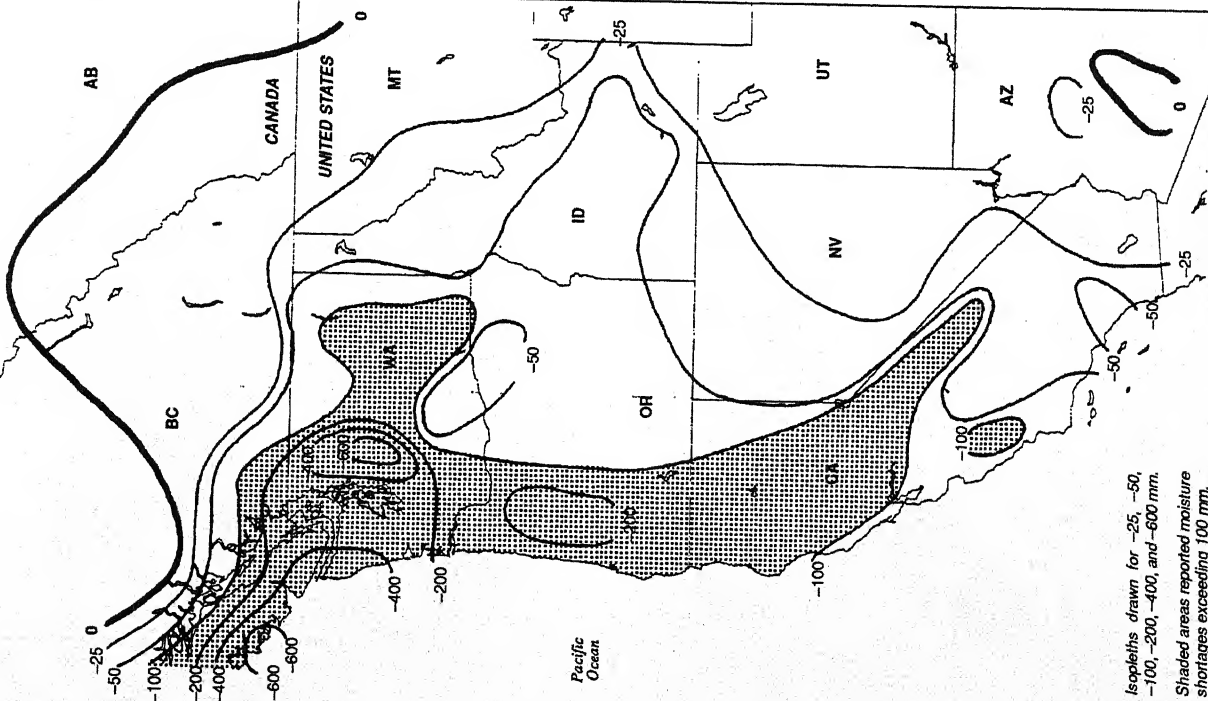 AB
CANADA
UNITED STATES
MT
BC
WA
ID
OR
UT
NV
CA
AZ
0
-25
-50
-100
-200
-400
-600
-600
-400
-200
-600
-50
-100
-100
-50
-50
-25
-25
-25
0
0
Pacific
Ocean
Isopleths drawn for -25, -50,
-100, -200, -400, and -600 mm.
Shaded areas reported moisture
shortages exceeding 100 mm.